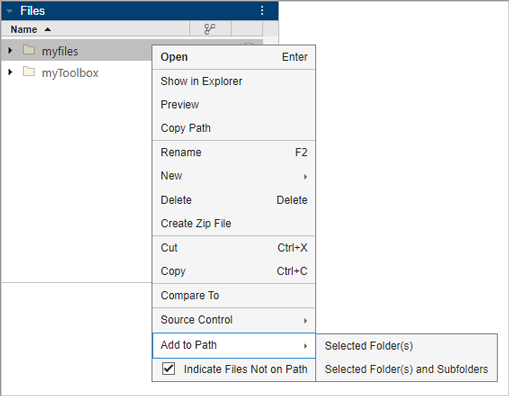 Files
Name
myfiles
myToolbox
Open Enter
Show in Explorer
Preview
Copy Path
Rename F2
New
Delete Delete
Create Zip File
Cut Ctrl+X
Copy Ctrl+C
Compare To
Source Control
Add to Path
Indicate Files Not on Path
Selected Folder(s)
Selected Folder(s) and Subfolders